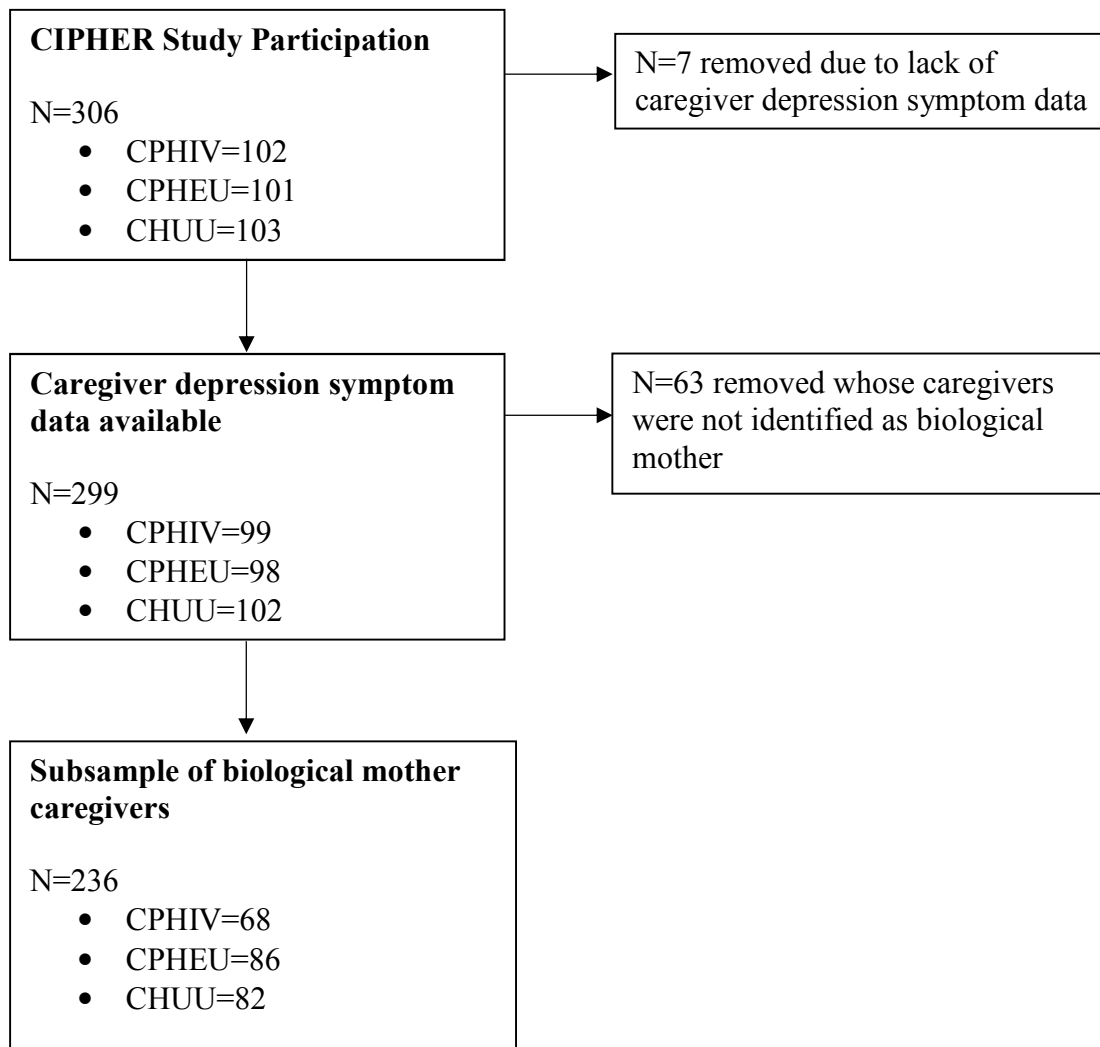 CIPHER Study Participation
N=306
• CPHIV=102
• CPHEU=101
• CHUU=103
N=7 removed due to lack of
caregiver depression symptom data
Caregiver depression symptom
data available
N=299
• CPHIV=99
• CPHEU=98
• CHUU=102
N=63 removed whose caregivers
were not identified as biological
mother
Subsample of biological mother
caregivers
N=236
• CPHIV=68
• CPHEU=86
• CHUU=82